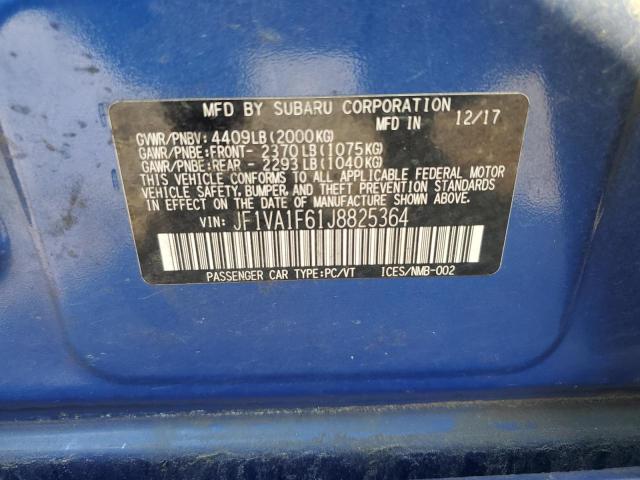 MFD BY SUBARU CORPORATION
MFD IN 12/17
GVWR/PNBV: 4409LB(2000KG)
GAWR/PNBE:FRONT- 2370LB(1075KG)
GAWR/PNBE:REAR - 2293LB(1040KG)
THIS VEHICLE CONFORMS TO ALL APPLICABLE FEDERAL MOTOR
VEHICLE SAFETY, BUMPER, AND THEFT PREVENTION STANDARDS
IN EFFECT ON THE DATE OF MANUFACTURE SHOWN ABOVE.
VIN: JF1VA1F61J8825364
PASSENGER CAR TYPE:PC/VT ICES/NMB-002